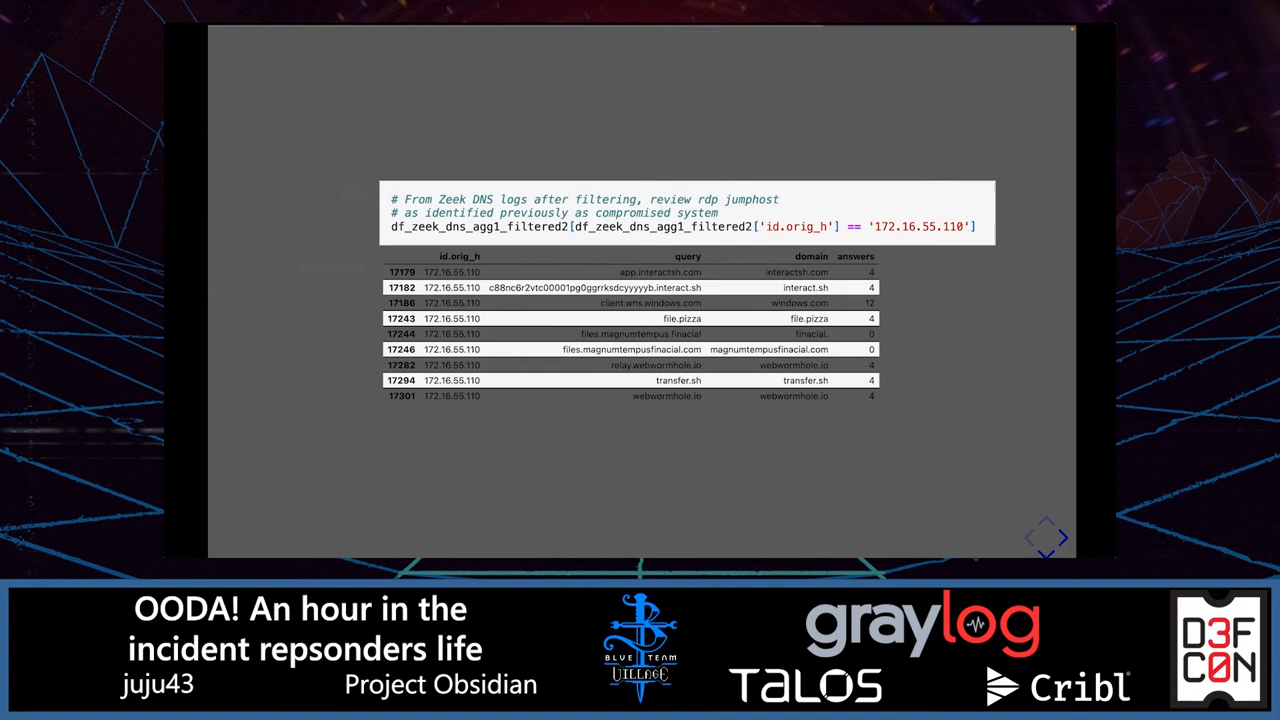 # From Zeek DNS logs after filtering, review rdp jumphost
# as identified previously as compromised system
df_zeek_dns_agg1_filtered2[df_zeek_dns_agg1_filtered2['id.orig_h'] == '172.16.55.110']
id.orig_h query domain answers
17179 172.16.55.110 app.interactsh.com interactsh.com 4
17182 172.16.55.110 c88nc6r2vtc00001pg0ggrrksdcyyyyyb.interact.sh interact.sh 4
17186 172.16.55.110 client.wns.windows.com windows.com 12
17243 172.16.55.110 file.pizza file.pizza 4
17244 172.16.55.110 files.magnumtempus.finacial finacial. 0
17246 172.16.55.110 files.magnumtempusfinacial.com magnumtempusfinacial.com 0
17282 172.16.55.110 relay.webwormhole.io webwormhole.io 4
17294 172.16.55.110 transfer.sh transfer.sh 4
17301 172.16.55.110 webwormhole.io webwormhole.io 4
OODA! An hour in the
incident repsonders life
juju43 Project Obsidian
BLUE TEAM
VILLAGE
graylog
TALOS
Cribl
D3F
C0N